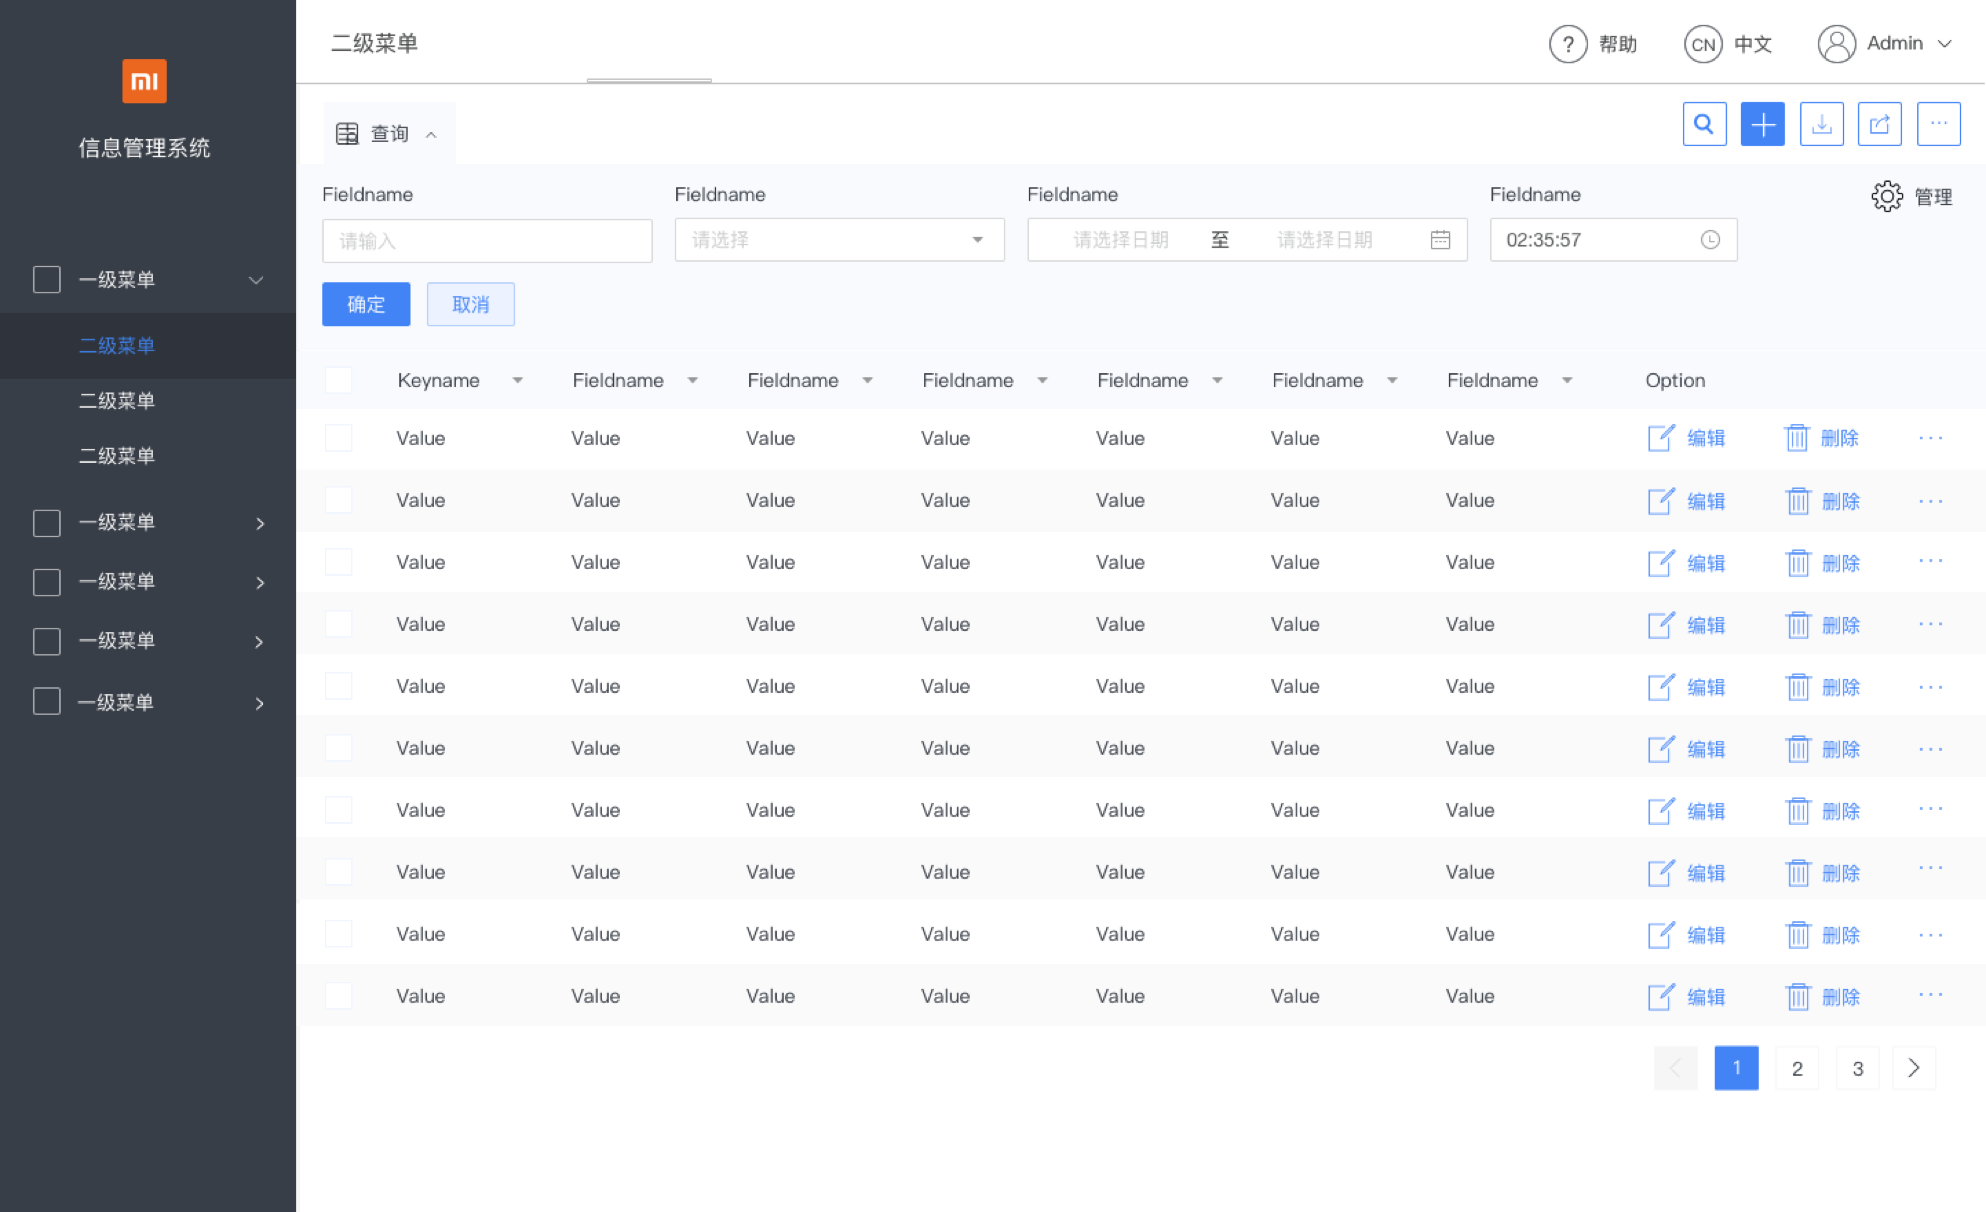 mi
信息管理系统
一级菜单
二级菜单
二级菜单
二级菜单
一级菜单
一级菜单
一级菜单
一级菜单
二级菜单
? 帮助 CN 中文 Admin
查询
Fieldname Fieldname Fieldname Fieldname 管理
请输入 请选择 请选择日期 至 请选择日期 02:35:57
确定 取消
Keyname Fieldname Fieldname Fieldname Fieldname Fieldname Fieldname Option
Value Value Value Value Value Value Value 编辑 删除 ...
Value Value Value Value Value Value Value 编辑 删除 ...
Value Value Value Value Value Value Value 编辑 删除 ...
Value Value Value Value Value Value Value 编辑 删除 ...
Value Value Value Value Value Value Value 编辑 删除 ...
Value Value Value Value Value Value Value 编辑 删除 ...
Value Value Value Value Value Value Value 编辑 删除 ...
Value Value Value Value Value Value Value 编辑 删除 ...
Value Value Value Value Value Value Value 编辑 删除 ...
Value Value Value Value Value Value Value 编辑 删除 ...
1 2 3